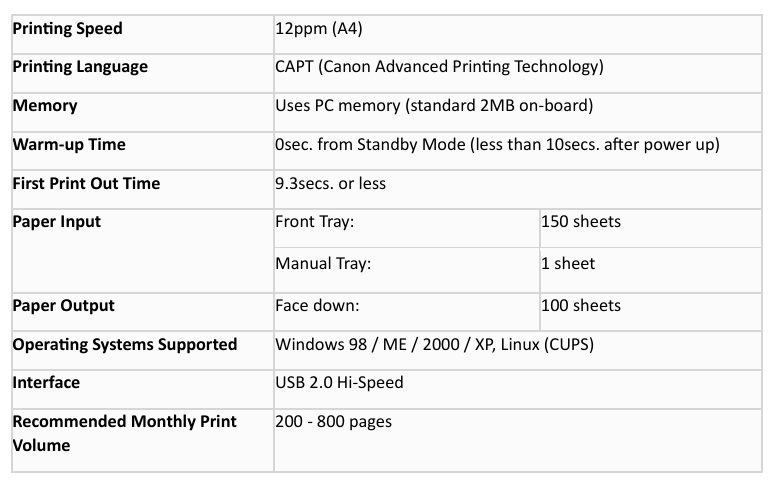 Printing Speed 12ppm (A4)
Printing Language CAPT (Canon Advanced Printing Technology)
Memory Uses PC memory (standard 2MB on-board)
Warm-up Time 0sec. from Standby Mode (less than 10secs. after power up)
First Print Out Time 9.3secs. or less
Paper Input Front Tray: 150 sheets
Manual Tray: 1 sheet
Paper Output Face down: 100 sheets
Operating Systems Supported Windows 98 / ME / 2000 / XP, Linux (CUPS)
Interface USB 2.0 Hi-Speed
Recommended Monthly Print 200 - 800 pages
Volume